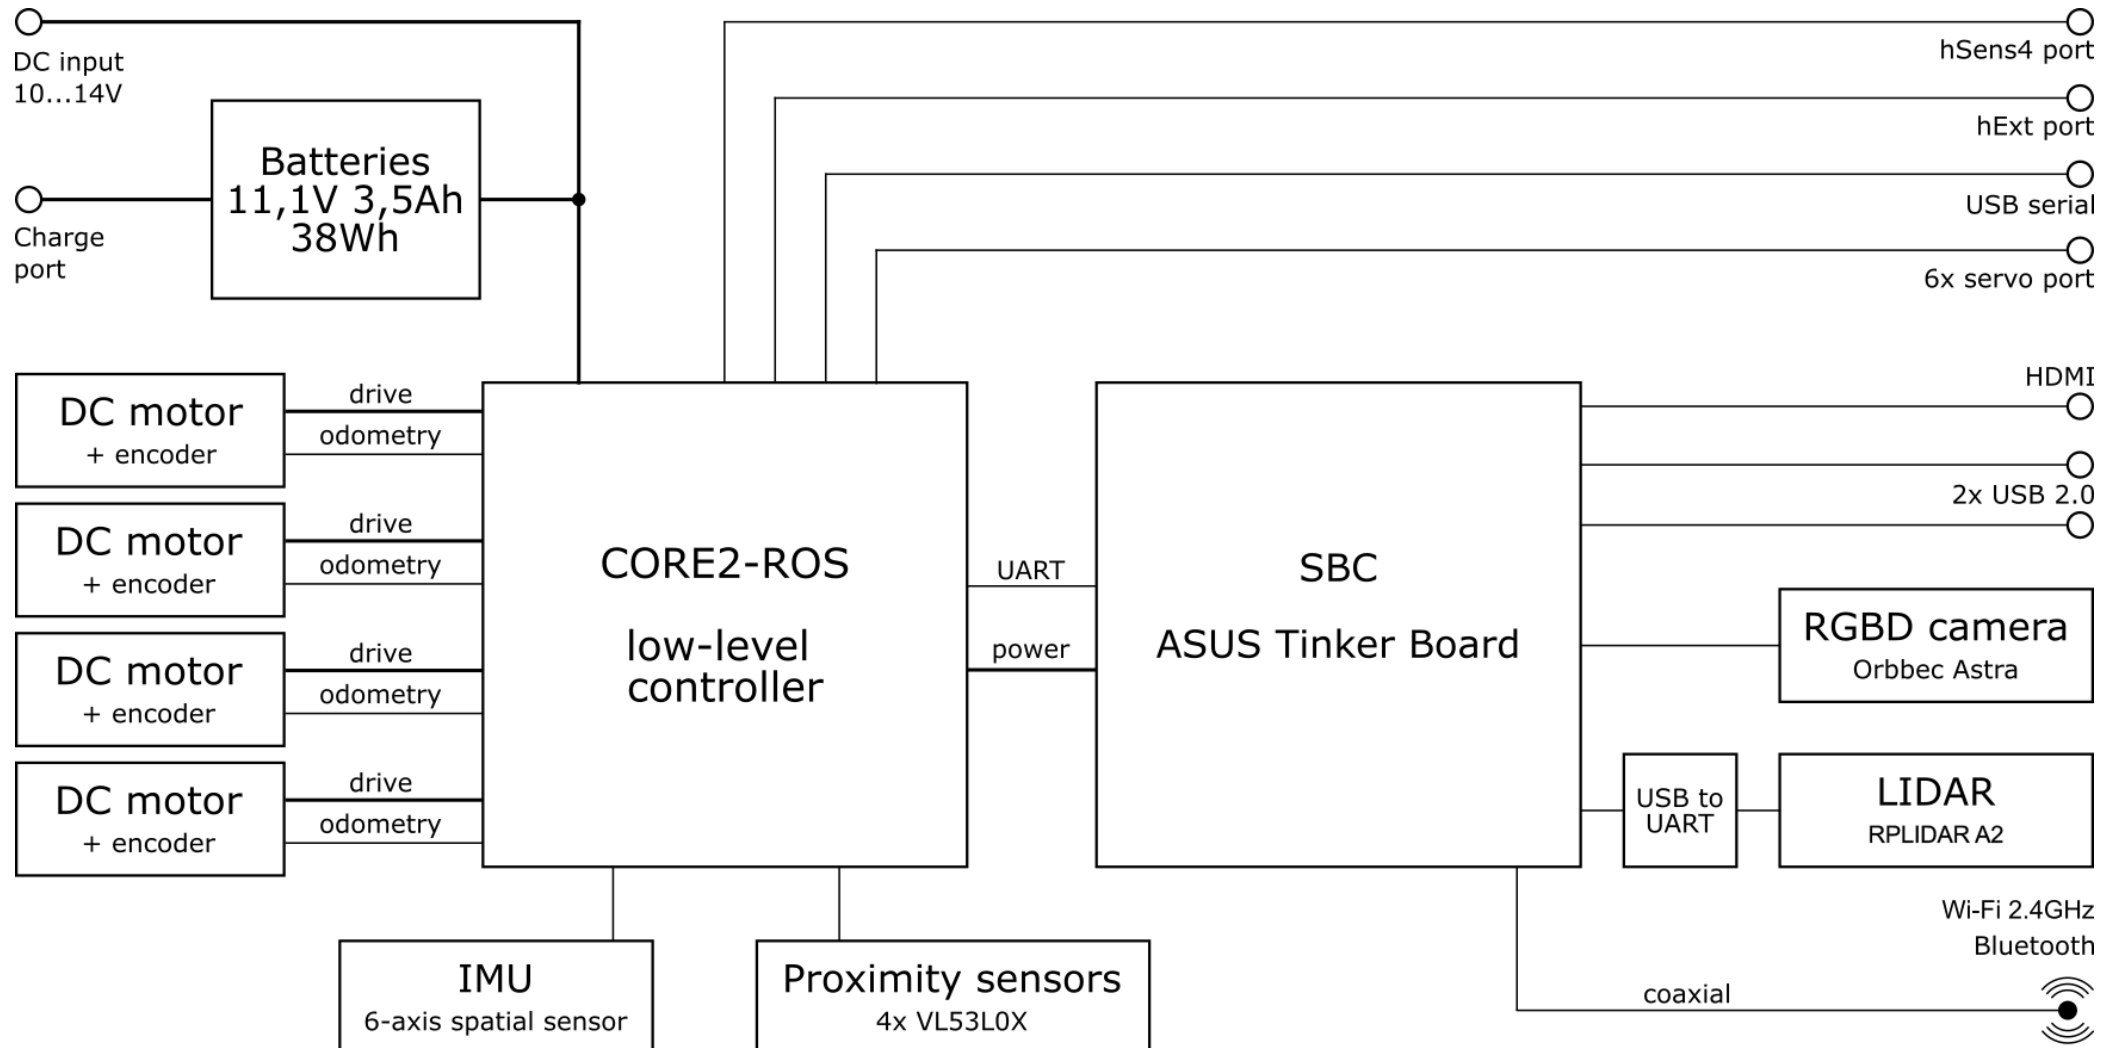 DC input
10...14V
hSens4 port
hExt port
Batteries
11,1V 3,5Ah
38Wh
USB serial
Charge
port
6x servo port
HDMI
2x USB 2.0
DC motor
+ encoder
drive
odometry
DC motor
+ encoder
drive
odometry
DC motor
+ encoder
drive
odometry
DC motor
+ encoder
drive
odometry
CORE2-ROS
low-level
controller
UART
power
SBC
ASUS Tinker Board
RGBD camera
Orbbec Astra
USB to
UART
LIDAR
RPLIDAR A2
Wi-Fi 2.4GHz
Bluetooth
coaxial
IMU
6-axis spatial sensor
Proximity sensors
4x VL53L0X